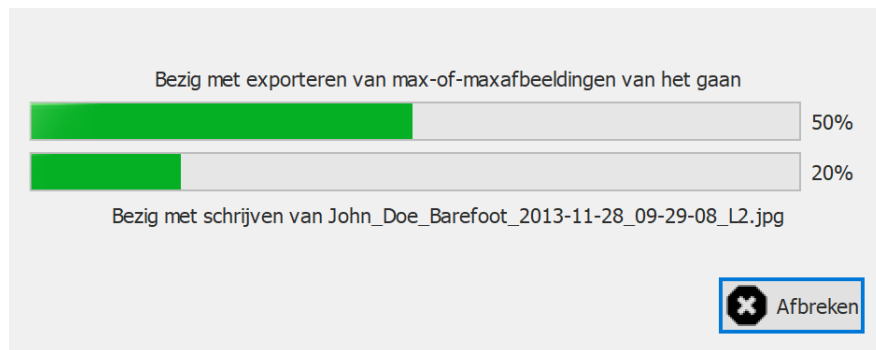 Bezig met exporteren van max-of-maxafbeeldingen van het gaan
50%
20%
Bezig met schrijven van John_Doe_Barefoot_2013-11-28_09-29-08_L2.jpg
Afbreken